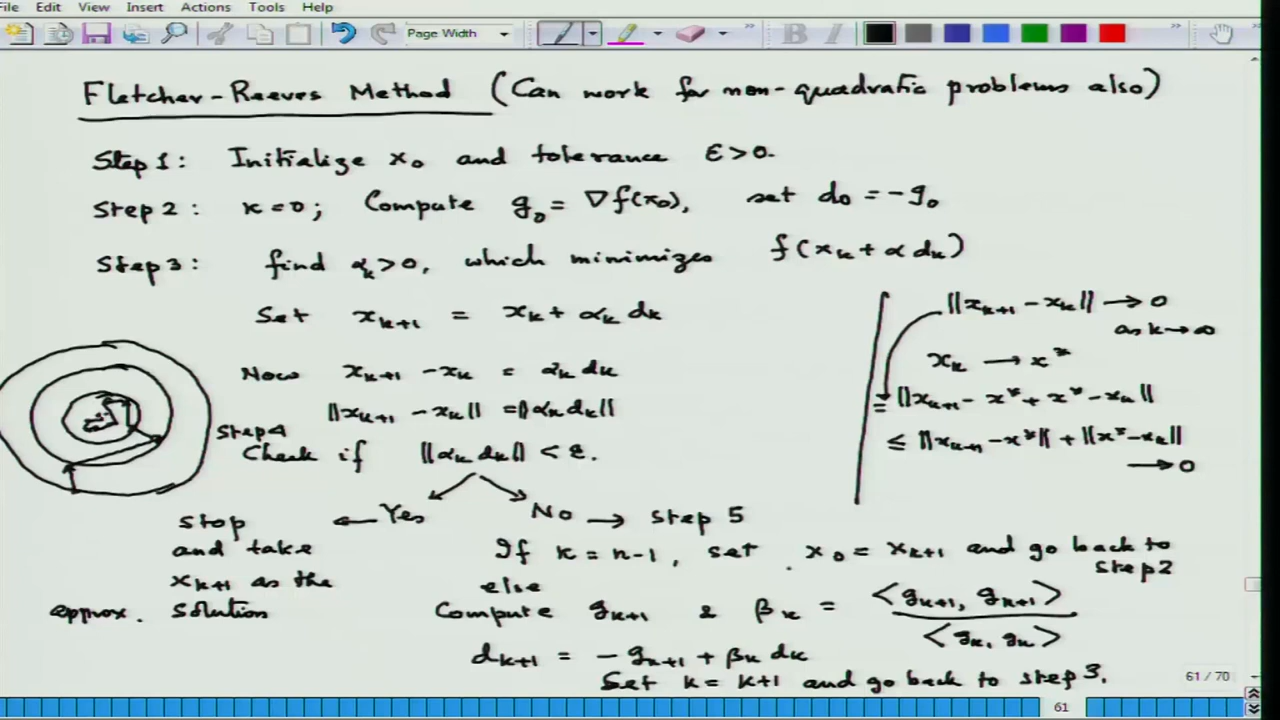 File Edit View Insert Actions Tools Help
Page Width
Fletcher-Reeves Method (Can work for non-quadratic problems also)
Step 1: Initialize x₀ and tolerance ε>0.
Step 2: k=0; Compute g₀ = ∇f(x₀), set d₀ = -g₀
Step 3: find αₖ>0, which minimizes f(xₖ + α dₖ)
Set xₖ₊₁ = xₖ + αₖ dₖ
Now xₖ₊₁ - xₖ = αₖ dₖ
||xₖ₊₁ - xₖ|| = ||αₖ dₖ||
Step 4
Check if ||αₖ dₖ|| < ε.
Yes
Stop
and take
xₖ₊₁ as the
approx. solution
No → Step 5
If k = n-1, set x₀ = xₖ₊₁ and go back to
Step 2
else
Compute gₖ₊₁ & βₖ = <gₖ₊₁, gₖ₊₁> / <gₖ, gₖ>
dₖ₊₁ = -gₖ₊₁ + βₖ dₖ
Set k = k+1 and go back to step 3.
||xₖ₊₁ - xₖ|| → 0
as k → ∞
xₖ → x*
= ||xₖ₊₁ - x* + x* - xₖ||
≤ ||xₖ₊₁ - x*|| + ||x* - xₖ||
→ 0
61 / 70
61